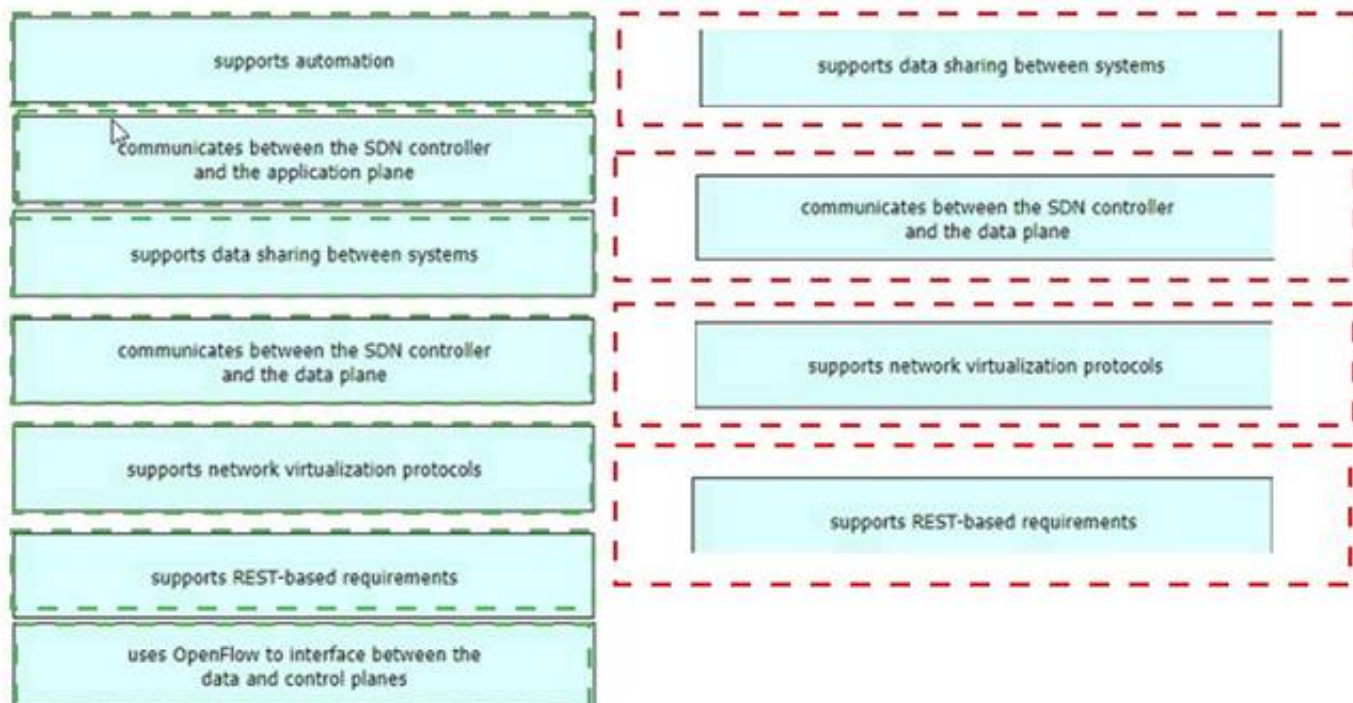 supports automation
communicates between the SDN controller
and the application plane
supports data sharing between systems
communicates between the SDN controller
and the data plane
supports network virtualization protocols
supports REST-based requirements
uses OpenFlow to interface between the
data and control planes
supports data sharing between systems
communicates between the SDN controller
and the data plane
supports network virtualization protocols
supports REST-based requirements